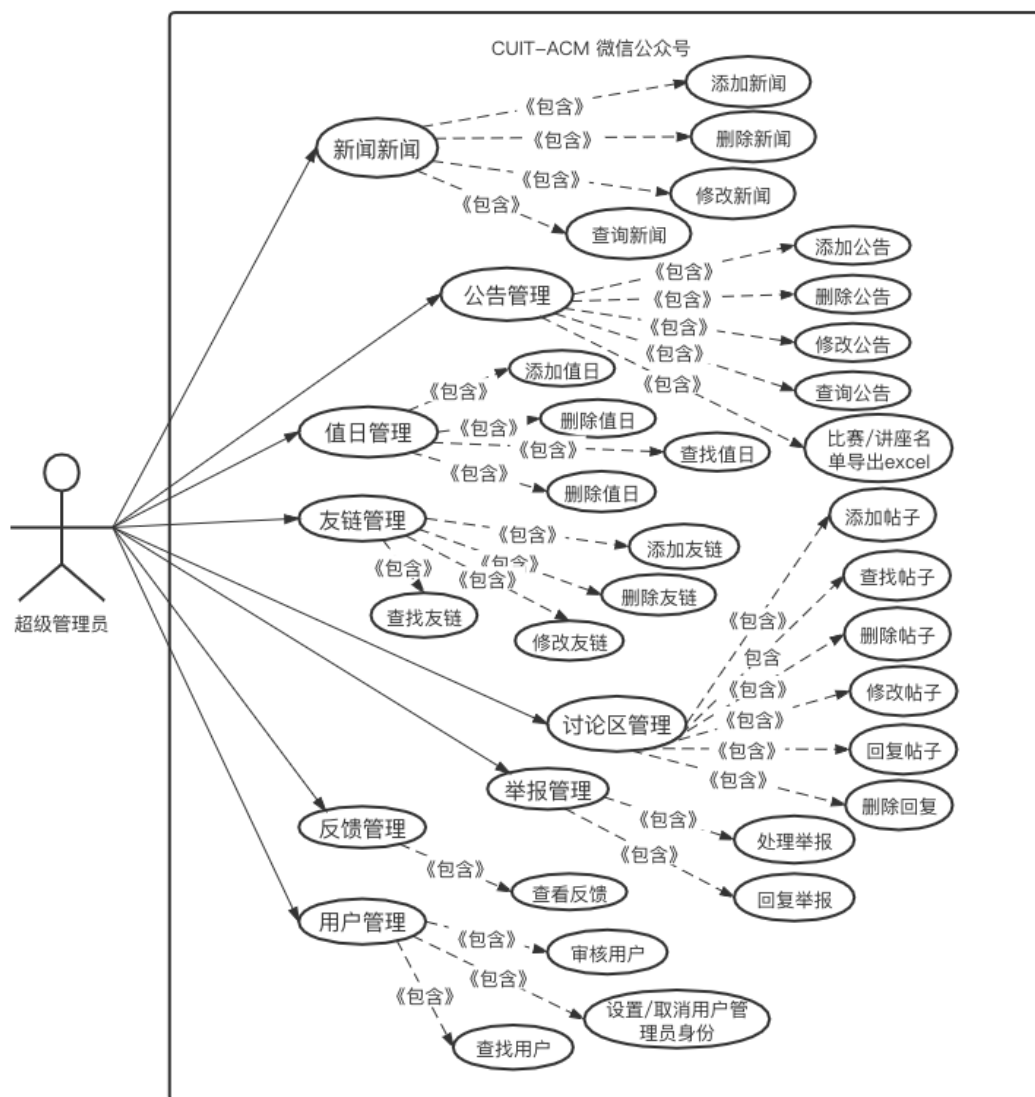 CUIT-ACM 微信公众号
添加新闻
《包含》
新闻新闻
《包含》
删除新闻
《包含》
修改新闻
《包含》
查询新闻
添加公告
《包含》
公告管理
《包含》
删除公告
《包含》
修改公告
《包含》
查询公告
《包含》
比赛/讲座名
单导出excel
添加值日
《包含》
值日管理
《包含》
删除值日
《包含》
查找值日
《包含》
删除值日
友链管理
《包含》
添加友链
《包含》
删除友链
《包含》
修改友链
《包含》
查找友链
超级管理员
添加帖子
《包含》
查找帖子
包含
删除帖子
《包含》
修改帖子
《包含》
讨论区管理
《包含》
回复帖子
《包含》
删除回复
举报管理
《包含》
处理举报
《包含》
回复举报
反馈管理
《包含》
查看反馈
用户管理
《包含》
审核用户
《包含》
设置/取消用户管
理员身份
《包含》
查找用户